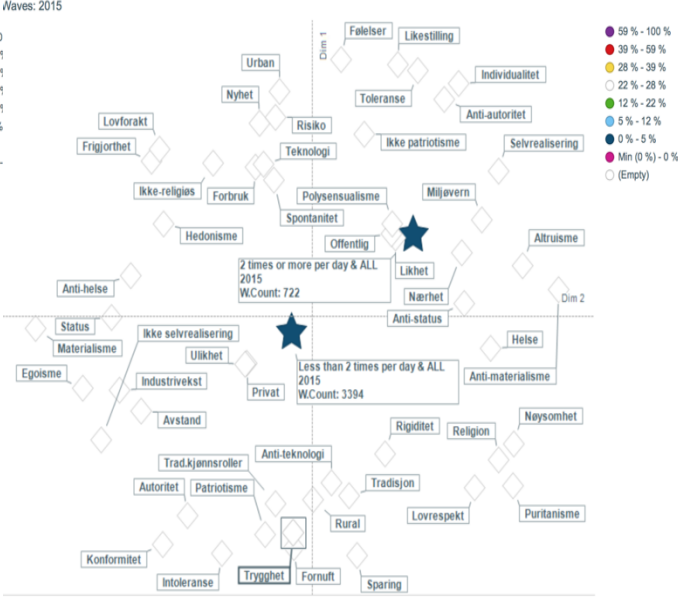 Waves: 2015
Dim 1
Følelser
Likestilling
Urban
Individualitet
Nyhet
Toleranse
Anti-autoritet
Lovforakt
Risiko
Ikke patriotisme
Selvrealisering
Frigjorthet
Teknologi
Ikke-religiøs
Forbruk
Polysensualisme
Miljøvern
Spontanitet
Hedonisme
Offentlig
Altruisme
2 times or more per day & ALL
2015
W.Count: 722
Likhet
Anti-helse
Nærhet
Dim 2
Status
Anti-status
Ikke selvrealisering
Materialisme
Helse
Ulikhet
Less than 2 times per day & ALL
2015
W.Count: 3394
Egoisme
Industrivekst
Privat
Anti-materialisme
Avstand
Nøysomhet
Rigiditet
Religion
Anti-teknologi
Trad.kjønnsroller
Tradisjon
Autoritet
Patriotisme
Rural
Lovrespekt
Puritanisme
Konformitet
Intoleranse
Trygghet
Fornuft
Sparing
59 % - 100 %
39 % - 59 %
28 % - 39 %
22 % - 28 %
12 % - 22 %
5 % - 12 %
0 % - 5 %
Min (0 %) - 0 %
(Empty)